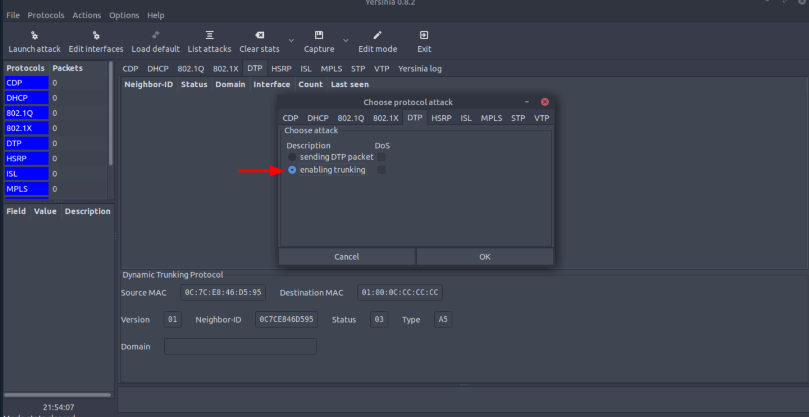 Yersinia 0.8.2
File Protocols Actions Options Help
Launch attack Edit interfaces Load default List attacks Clear stats Capture Edit mode Exit
Protocols Packets
CDP 0
DHCP 0
802.1Q 0
802.1X 0
DTP 0
HSRP 0
ISL 0
MPLS 0
Field Value Description
21:54:07
CDP DHCP 802.1Q 802.1X DTP HSRP ISL MPLS STP VTP Yersinia log
Neighbor-ID Status Domain Interface Count Last seen
Choose protocol attack
CDP DHCP 802.1Q 802.1X DTP HSRP ISL MPLS STP VTP
Choose attack
Description DoS
sending DTP packet
enabling trunking
Cancel OK
Dynamic Trunking Protocol
Source MAC 0C:7C:E8:46:D5:95 Destination MAC 01:00:0C:CC:CC:CC
Version 01 Neighbor-ID 0C7CE846D595 Status 03 Type A5
Domain